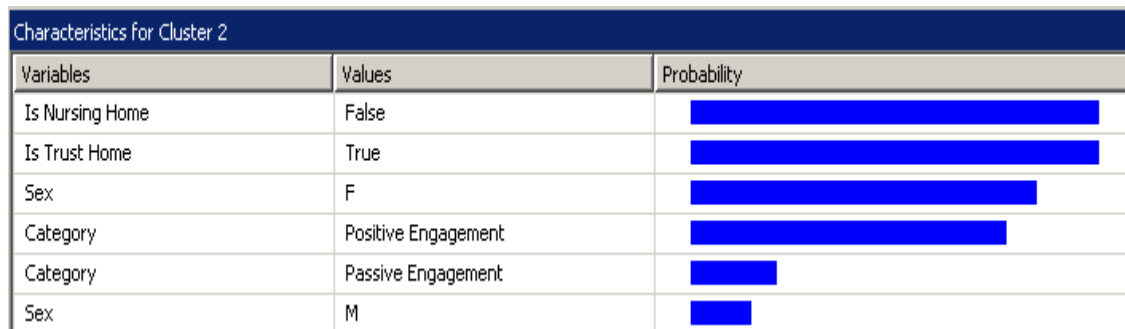 Characteristics for Cluster 2
Variables Values Probability
Is Nursing Home False
Is Trust Home True
Sex F
Category Positive Engagement
Category Passive Engagement
Sex M